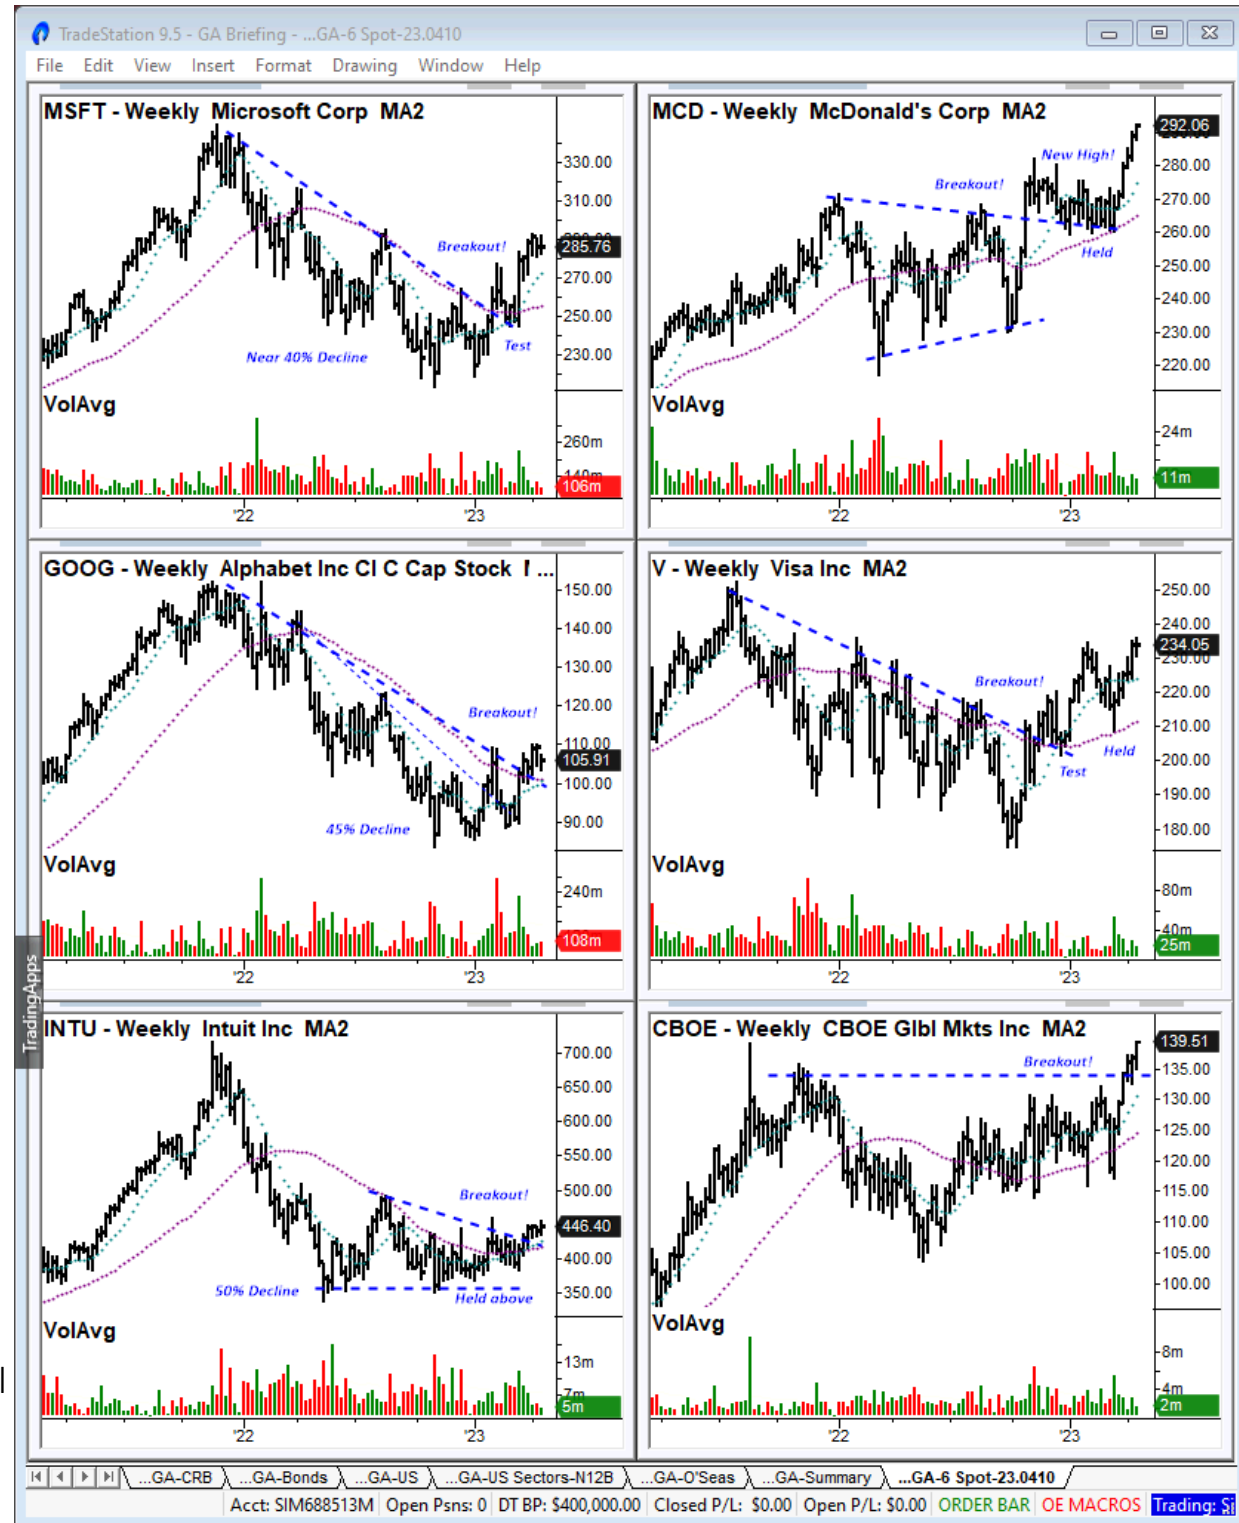 TradeStation 9.5 - GA Briefing - ...GA-6 Spot-23.0410
File Edit View Insert Format Drawing Window Help
MSFT - Weekly Microsoft Corp MA2
330.00
310.00
285.76
270.00
250.00
230.00
Breakout!
Near 40% Decline
Test
VolAvg
260m
106m
'22 '23
MCD - Weekly McDonald's Corp MA2
292.06
280.00
270.00
260.00
250.00
240.00
230.00
220.00
New High!
Breakout!
Held
VolAvg
24m
11m
'22 '23
GOOG - Weekly Alphabet Inc Cl C Cap Stock ...
150.00
140.00
130.00
120.00
110.00
105.91
100.00
90.00
Breakout!
45% Decline
VolAvg
240m
108m
'22 '23
V - Weekly Visa Inc MA2
250.00
240.00
234.05
230.00
220.00
210.00
200.00
190.00
180.00
Breakout!
Held
Test
VolAvg
80m
40m
25m
'22 '23
INTU - Weekly Intuit Inc MA2
700.00
650.00
600.00
550.00
500.00
446.40
400.00
350.00
Breakout!
50% Decline
Held above
VolAvg
13m
7m
5m
'22 '23
CBOE - Weekly CBOE Glbl Mkts Inc MA2
139.51
135.00
130.00
125.00
120.00
115.00
110.00
105.00
100.00
Breakout!
VolAvg
8m
4m
2m
'22 '23
TradingApps
...GA-CRB ...GA-Bonds ...GA-US ...GA-US Sectors-N12B ...GA-O'Seas ...GA-Summary ...GA-6 Spot-23.0410
Acct: SIM688513M Open Psns: 0 DT BP: $400,000.00 Closed P/L: $0.00 Open P/L: $0.00 ORDER BAR OE MACROS Trading: Si